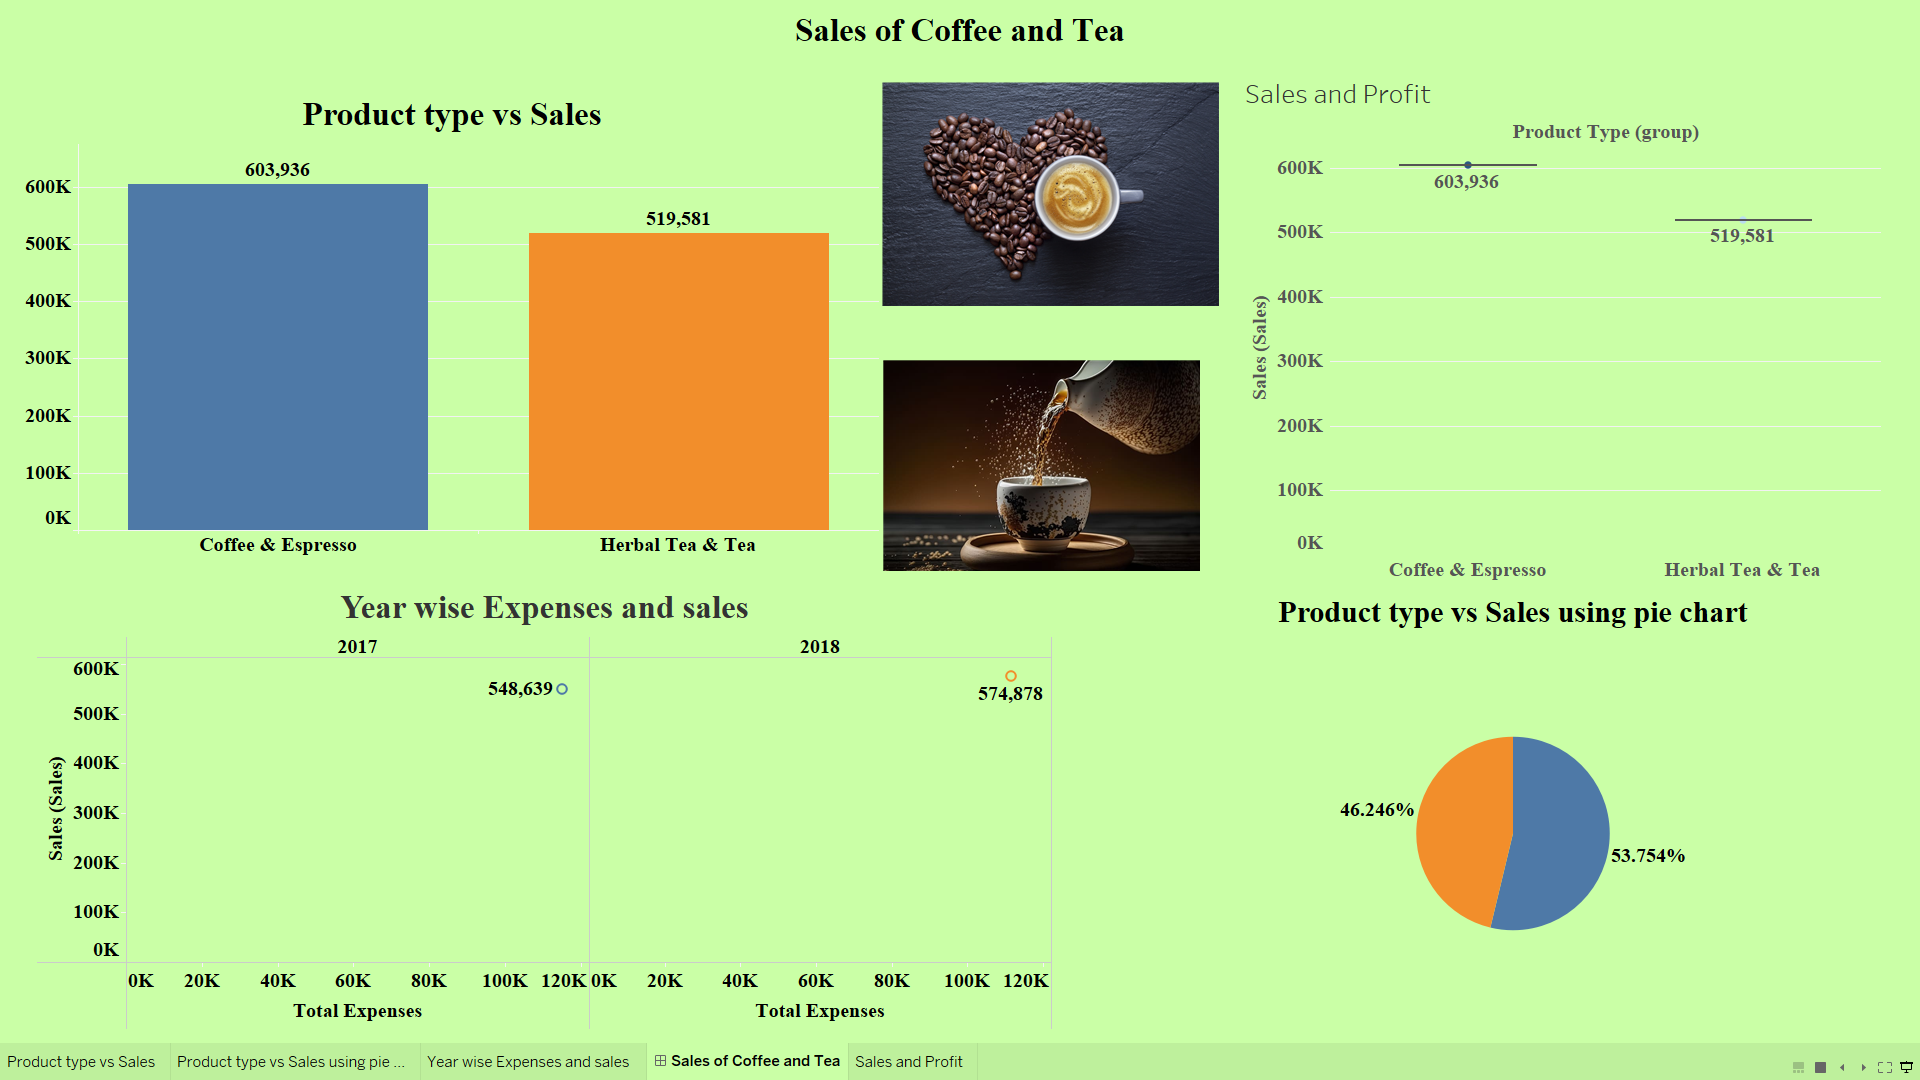 Sales of Coffee and Tea
Product type vs Sales
603,936
519,581
600K
500K
400K
300K
200K
100K
0K
Coffee & Espresso
Herbal Tea & Tea
Sales and Profit
Product Type (group)
Sales (Sales)
600K
500K
400K
300K
200K
100K
0K
603,936
519,581
Coffee & Espresso
Herbal Tea & Tea
Year wise Expenses and sales
2017
2018
Sales (Sales)
600K
500K
400K
300K
200K
100K
0K
548,639
574,878
0K 20K 40K 60K 80K 100K 120K
0K 20K 40K 60K 80K 100K 120K
Total Expenses
Total Expenses
Product type vs Sales using pie chart
46.246%
53.754%
Product type vs Sales
Product type vs Sales using pie ...
Year wise Expenses and sales
Sales of Coffee and Tea
Sales and Profit